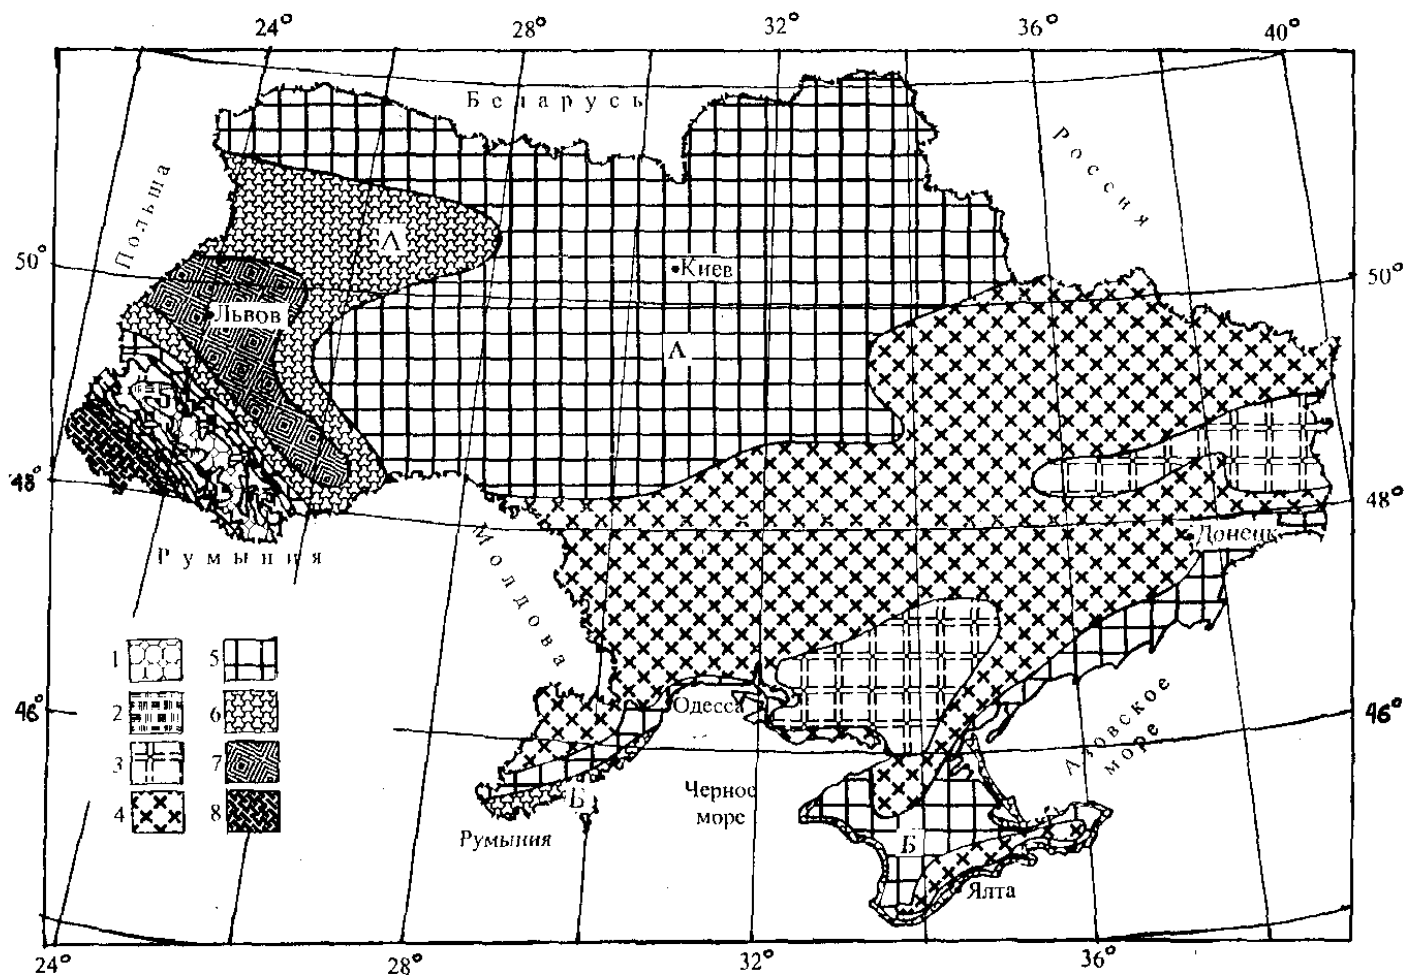 24° 28° 32° 36° 40°
Беларусь
Россия
Польша
Л
50° 50°
Киев
Львов
Л
48° 48°
Донецк
Румыния
Молдова
1 5
2 6
3 7
4 8
46° 46°
Одесса
Азовское
море
Черное
море
Б
Румыния
Б
Ялта
24° 28° 32° 36°